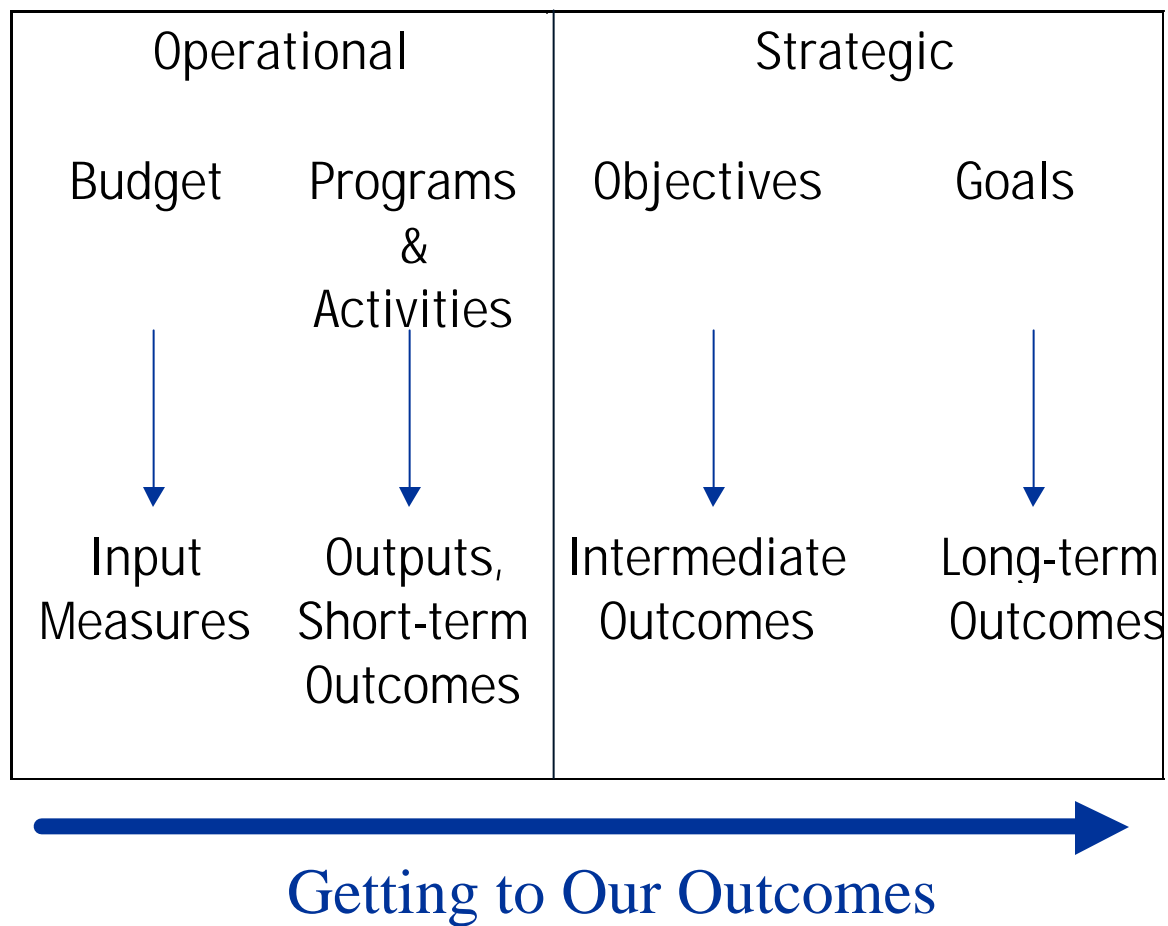 Operational
Strategic
Budget
Programs
&
Activities
Objectives
Goals
Input
Measures
Outputs,
Short-term
Outcomes
Intermediate
Outcomes
Long-term
Outcomes
Getting to Our Outcomes